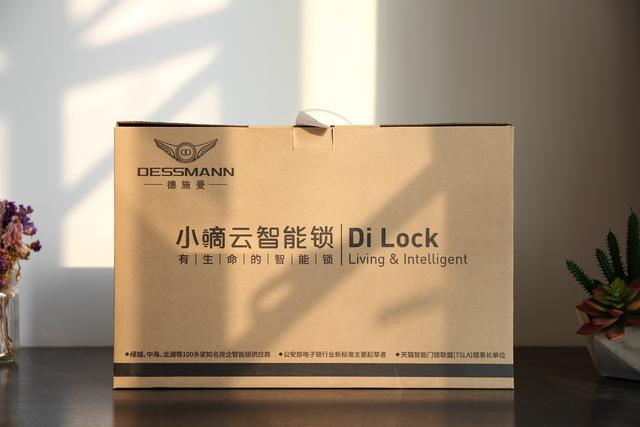 DESSMANN
德施曼
小嘀云智能锁 Di Lock
有|生|命|的|智|能|锁 Living & Intelligent
●绿城、中海、龙湖等100多家知名房企智能锁供应商 ●公安部电子锁行业新标准主要起草者 ●天猫智能门锁联盟(TSLA)理事长单位